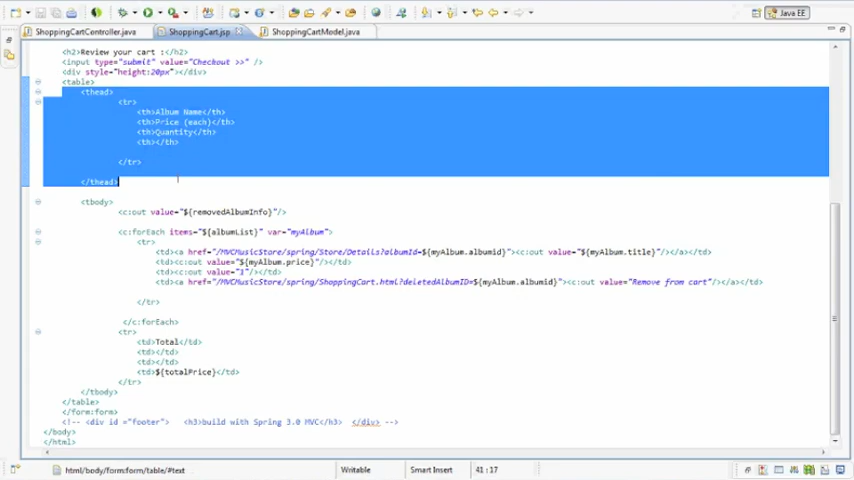 Java EE
ShoppingCartController.java
ShoppingCart.jsp
ShoppingCartModel.java
<h2>Review your cart :</h2>
<input type="submit" value="Checkout >>" />
<div style="height:20px"></div>
<table>
<thead>
<tr>
<th>Album Name</th>
<th>Price (each)</th>
<th>Quantity</th>
<th></th>
</tr>
</thead>
<tbody>
<c:out value="${removedAlbumInfo}"/>
<c:forEach items="${albumList}" var="myAlbum">
<tr>
<td><a href="/MVCMusicStore/spring/Store/Details?albumId=${myAlbum.albumid}"><c:out value="${myAlbum.title}"/></a></td>
<td><c:out value="${myAlbum.price}"/></td>
<td><c:out value="1"/></td>
<td><a href="/MVCMusicStore/spring/ShoppingCart.html?deletedAlbumID=${myAlbum.albumid}"><c:out value="Remove from cart"/></a></td>
</tr>
</c:forEach>
<tr>
<td>Total</td>
<td></td>
<td></td>
<td>${totalPrice}</td>
</tr>
</tbody>
</table>
</form:form>
<!-- <div id ="footer"> <h3>build with Spring 3.0 MVC</h3> </div> -->
</body>
</html>
html/body/form:form/table/#text
Writable
Smart Insert
41 : 17